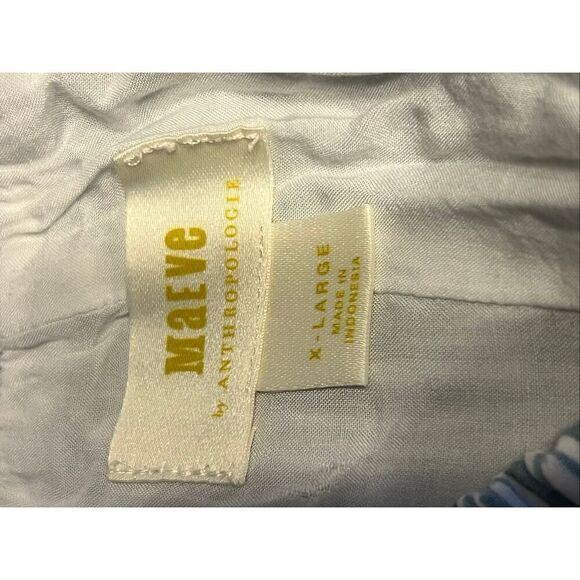 Maeve
by ANTHROPOLOGIE
X-LARGE
MADE IN
INDONESIA